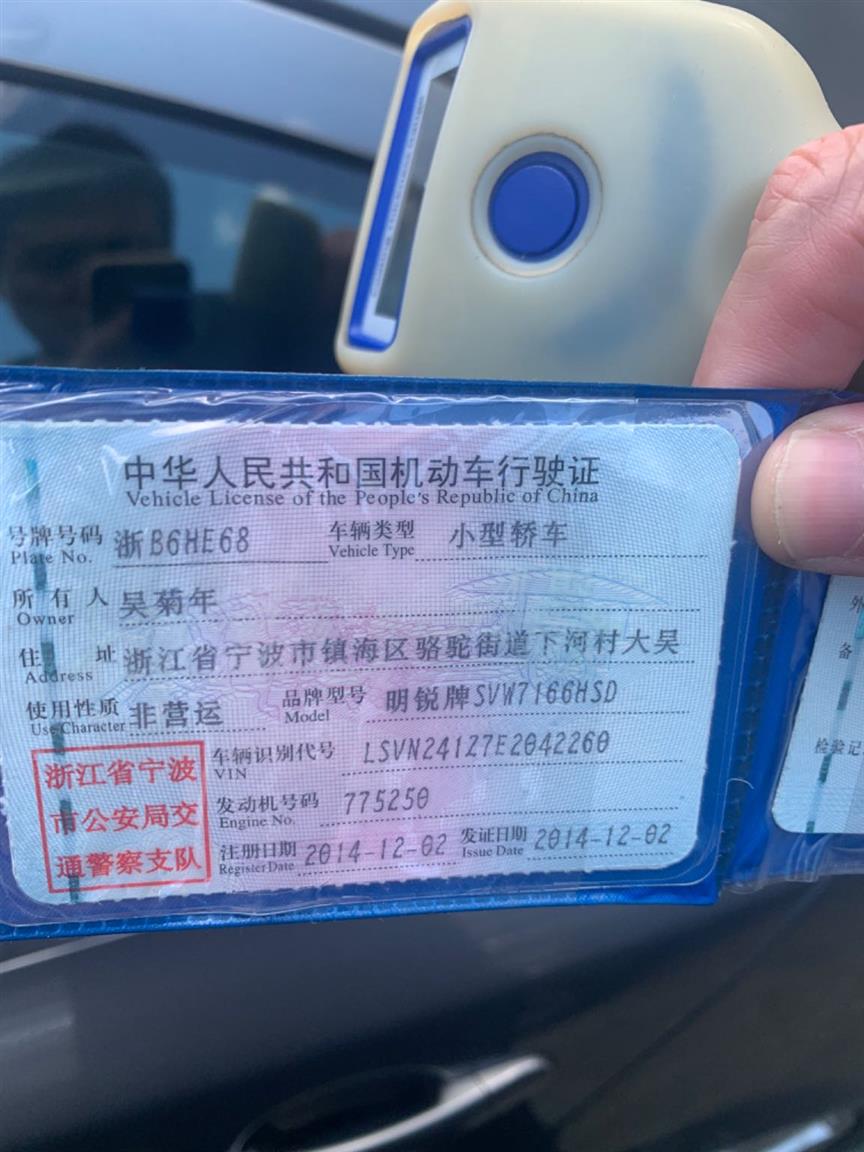 中华人民共和国机动车行驶证
Vehicle License of the People's Republic of China
号牌号码 浙B6HE68 车辆类型 小型轿车
Plate No. Vehicle Type
所有人 吴菊年
Owner
住址 浙江省宁波市镇海区骆驼街道下河村大吴
Address
使用性质 非营运 品牌型号 明锐牌SVW7166HSD
Use Character Model
浙江省宁波
市公安局交
通警察支队
车辆识别代号 LSVN24127E2042260
VIN
发动机号码 775250
Engine No.
注册日期 2014-12-02 发证日期 2014-12-02
Register Date Issue Date
备
检验记